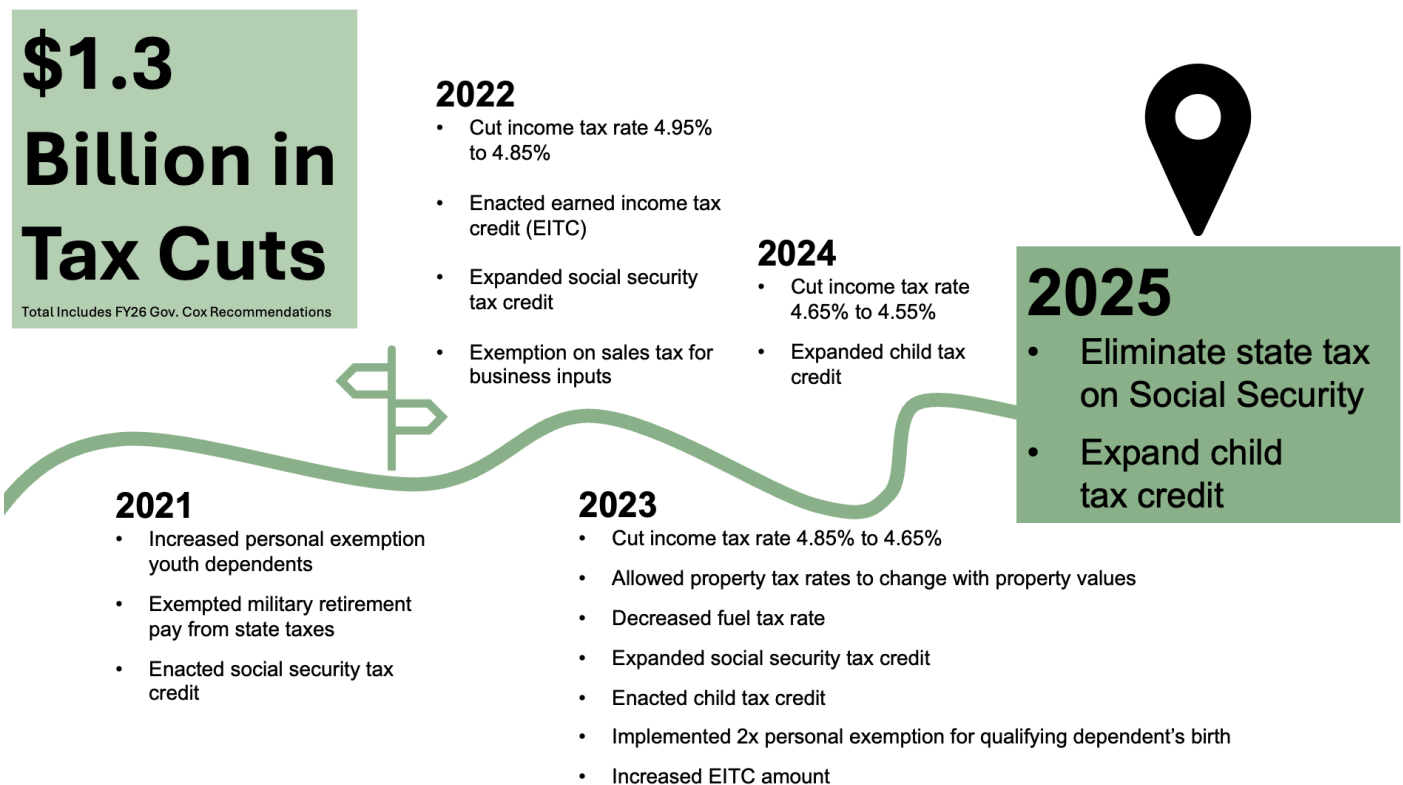 $1.3
Billion in
Tax Cuts
Total Includes FY26 Gov. Cox Recommendations
2021
• Increased personal exemption
youth dependents
• Exempted military retirement
pay from state taxes
• Enacted social security tax
credit
2022
• Cut income tax rate 4.95%
to 4.85%
• Enacted earned income tax
credit (EITC)
• Expanded social security
tax credit
• Exemption on sales tax for
business inputs
2023
• Cut income tax rate 4.85% to 4.65%
• Allowed property tax rates to change with property values
• Decreased fuel tax rate
• Expanded social security tax credit
• Enacted child tax credit
• Implemented 2x personal exemption for qualifying dependent’s birth
• Increased EITC amount
2024
• Cut income tax rate
4.65% to 4.55%
• Expanded child tax
credit
2025
• Eliminate state tax
on Social Security
• Expand child
tax credit